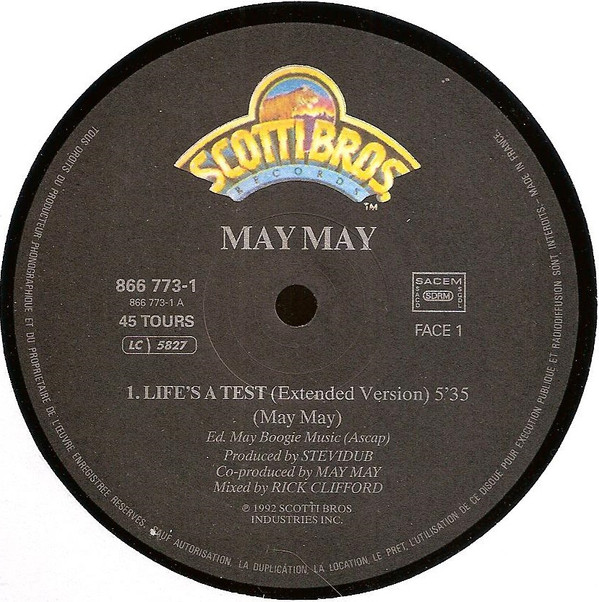 SCOTTI BROS.
RECORDS
TM
MAY MAY
866 773-1
866 773-1 A
45 TOURS
LC 5827
SACEM
SACD SDRM SGDL
FACE 1
1. LIFE'S A TEST (Extended Version) 5'35
(May May)
Ed. May Boogie Music (Ascap)
Produced by STEVIDUB
Co-produced by MAY MAY
Mixed by RICK CLIFFORD
℗ 1992 SCOTTI BROS
INDUSTRIES INC.
TOUS DROITS DU PRODUCTEUR PHONOGRAPHIQUE ET DU PROPRIETAIRE DE L'ŒUVRE ENREGISTREE RESERVES. SAUF AUTORISATION, LA DUPLICATION, LA LOCATION, LE PRET, L'UTILISATION DE CE DISQUE POUR EXECUTION PUBLIQUE ET RADIODIFFUSION SONT INTERDITS – MADE IN FRANCE.